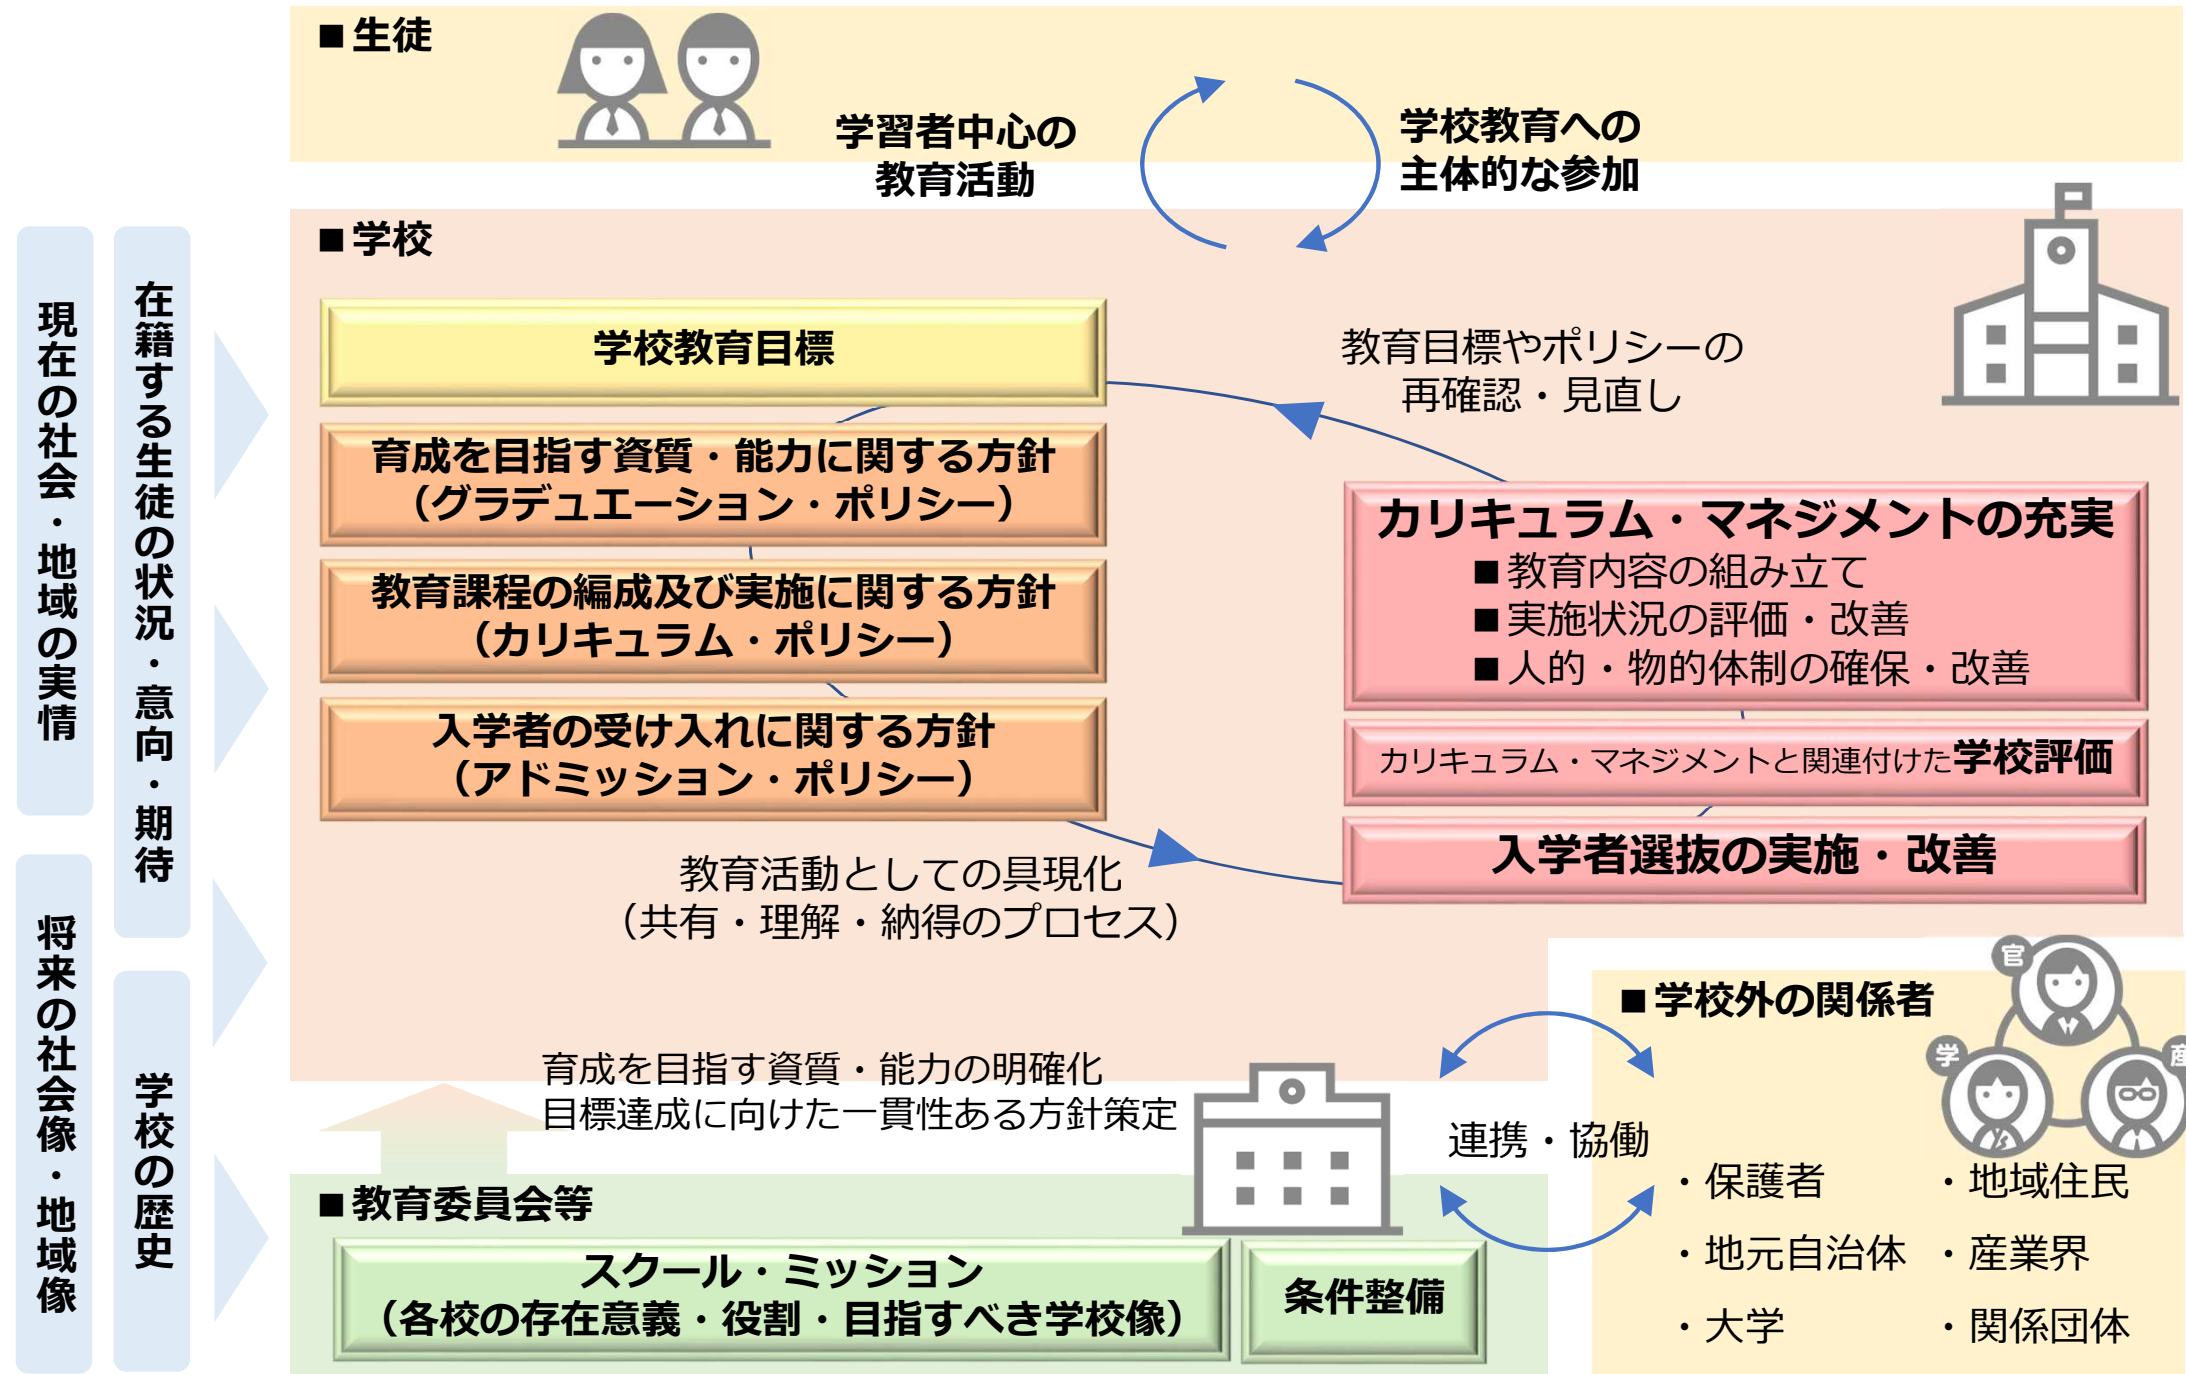 ■生徒
学習者中心の
教育活動
学校教育への
主体的な参加
現在の社会・地域の実情
将来の社会像・地域像
在籍する生徒の状況・意向・期待
学校の歴史
■学校
学校教育目標
育成を目指す資質・能力に関する方針
（グラデュエーション・ポリシー）
教育課程の編成及び実施に関する方針
（カリキュラム・ポリシー）
入学者の受け入れに関する方針
（アドミッション・ポリシー）
教育目標やポリシーの
再確認・見直し
カリキュラム・マネジメントの充実
■教育内容の組み立て
■実施状況の評価・改善
■人的・物的体制の確保・改善
カリキュラム・マネジメントと関連付けた学校評価
入学者選抜の実施・改善
教育活動としての具現化
（共有・理解・納得のプロセス）
育成を目指す資質・能力の明確化
目標達成に向けた一貫性ある方針策定
■教育委員会等
スクール・ミッション
（各校の存在意義・役割・目指すべき学校像）
条件整備
連携・協働
■学校外の関係者
官
学
産
・保護者
・地域住民
・地元自治体
・産業界
・大学
・関係団体